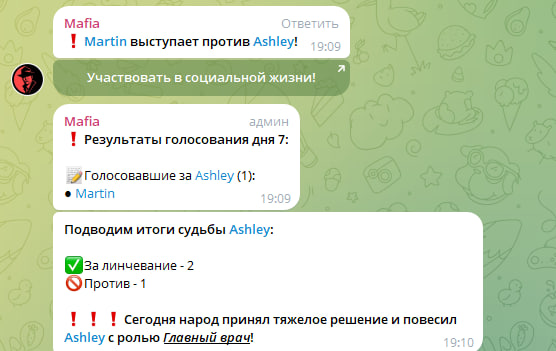 Mafia Ответить
❗ Martin выступает против Ashley!
19:09
Участвовать в социальной жизни!
Mafia админ
❗ Результаты голосования дня 7:
📝Голосовавшие за Ashley (1):
● Martin
19:09
Подводим итоги судьбы Ashley:
✅За линчевание - 2
🚫Против - 1
❗❗❗Сегодня народ принял тяжелое решение и повесил
Ashley с ролью Главный врач!
19:10